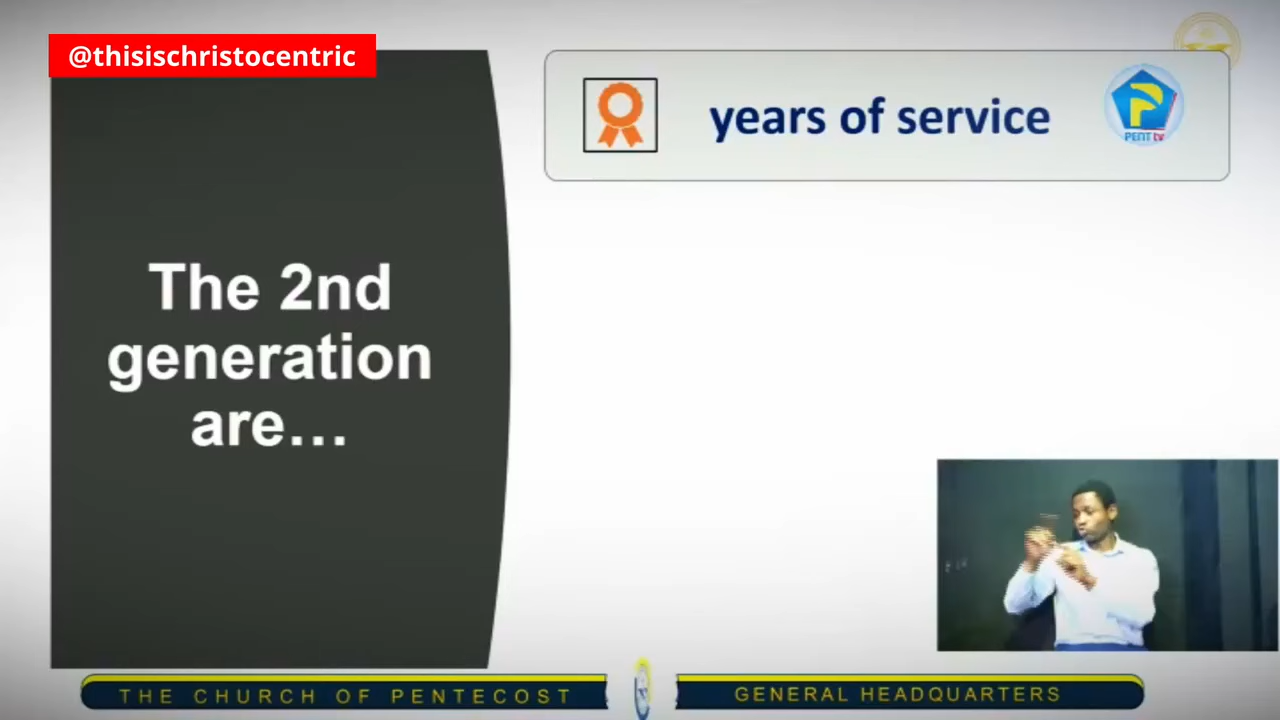 @thisischristocentric
years of service
PENT tv
The 2nd
generation
are...
THE CHURCH OF PENTECOST
GENERAL HEADQUARTERS